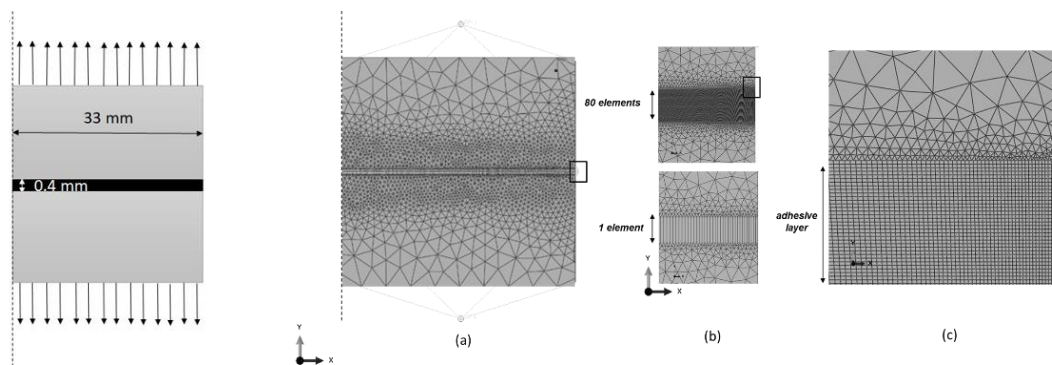 33 mm
0.4 mm
Y
X
(a)
80 elements
1 element
Y
X
(b)
adhesive
layer
Y
X
(c)